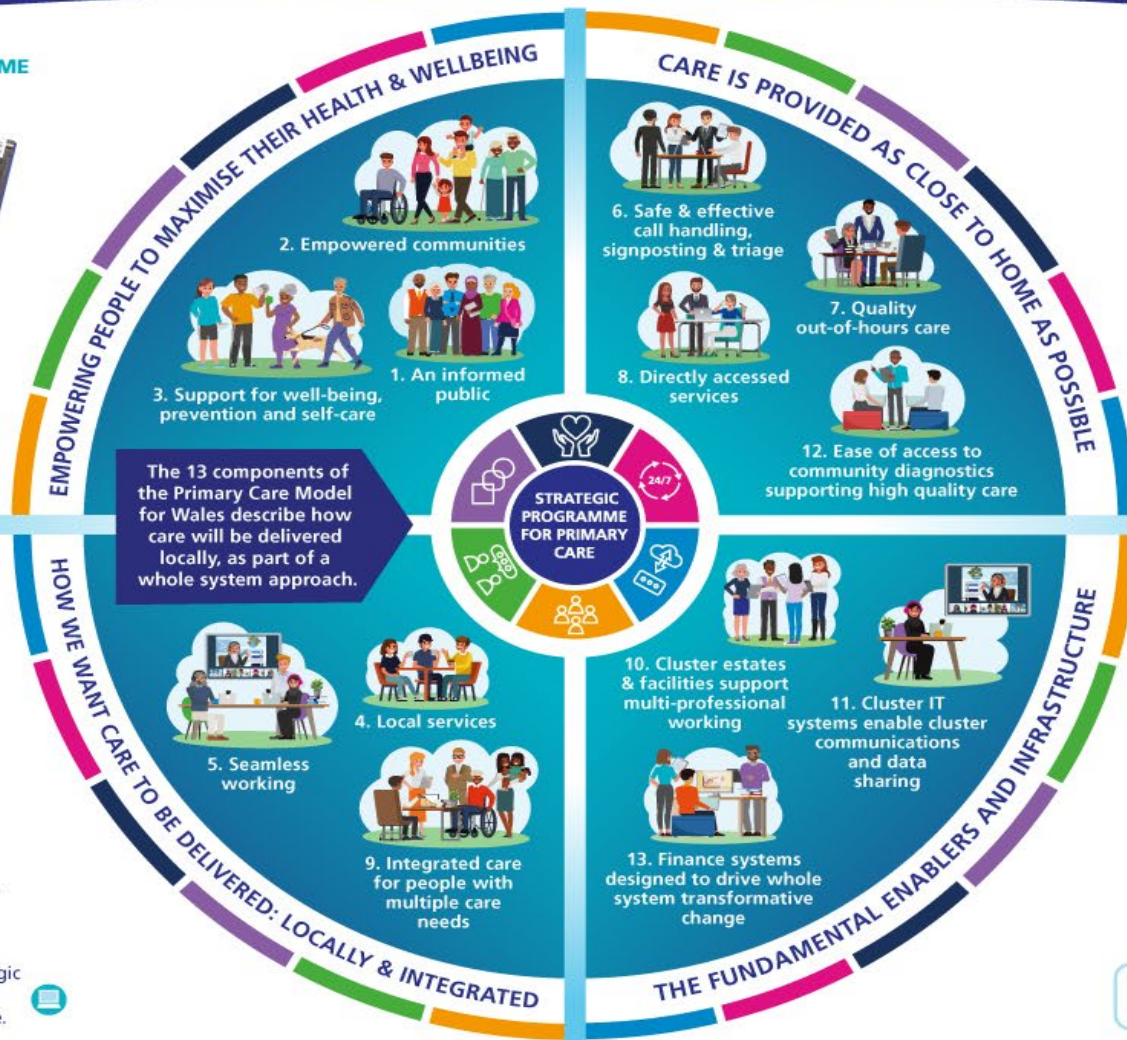 ME
EMPOWERING PEOPLE TO MAXIMISE THEIR HEALTH & WELLBEING
2. Empowered communities
3. Support for well-being,
prevention and self-care
1. An informed
public
CARE IS PROVIDED AS CLOSE TO HOME AS POSSIBLE
6. Safe & effective
call handling,
signposting & triage
7. Quality
out-of-hours care
8. Directly accessed
services
12. Ease of access to
community diagnostics
supporting high quality care
The 13 components of
the Primary Care Model
for Wales describe how
care will be delivered
locally, as part of a
whole system approach.
STRATEGIC
PROGRAMME
FOR PRIMARY
CARE
24/7
HOW WE WANT CARE TO BE DELIVERED: LOCALLY & INTEGRATED
5. Seamless
working
4. Local services
9. Integrated care
for people with
multiple care
needs
THE FUNDAMENTAL ENABLERS AND INFRASTRUCTURE
10. Cluster estates
& facilities support
multi-professional
working
11. Cluster IT
systems enable cluster
communications
and data
sharing
13. Finance systems
designed to drive whole
system transformative
change
gic